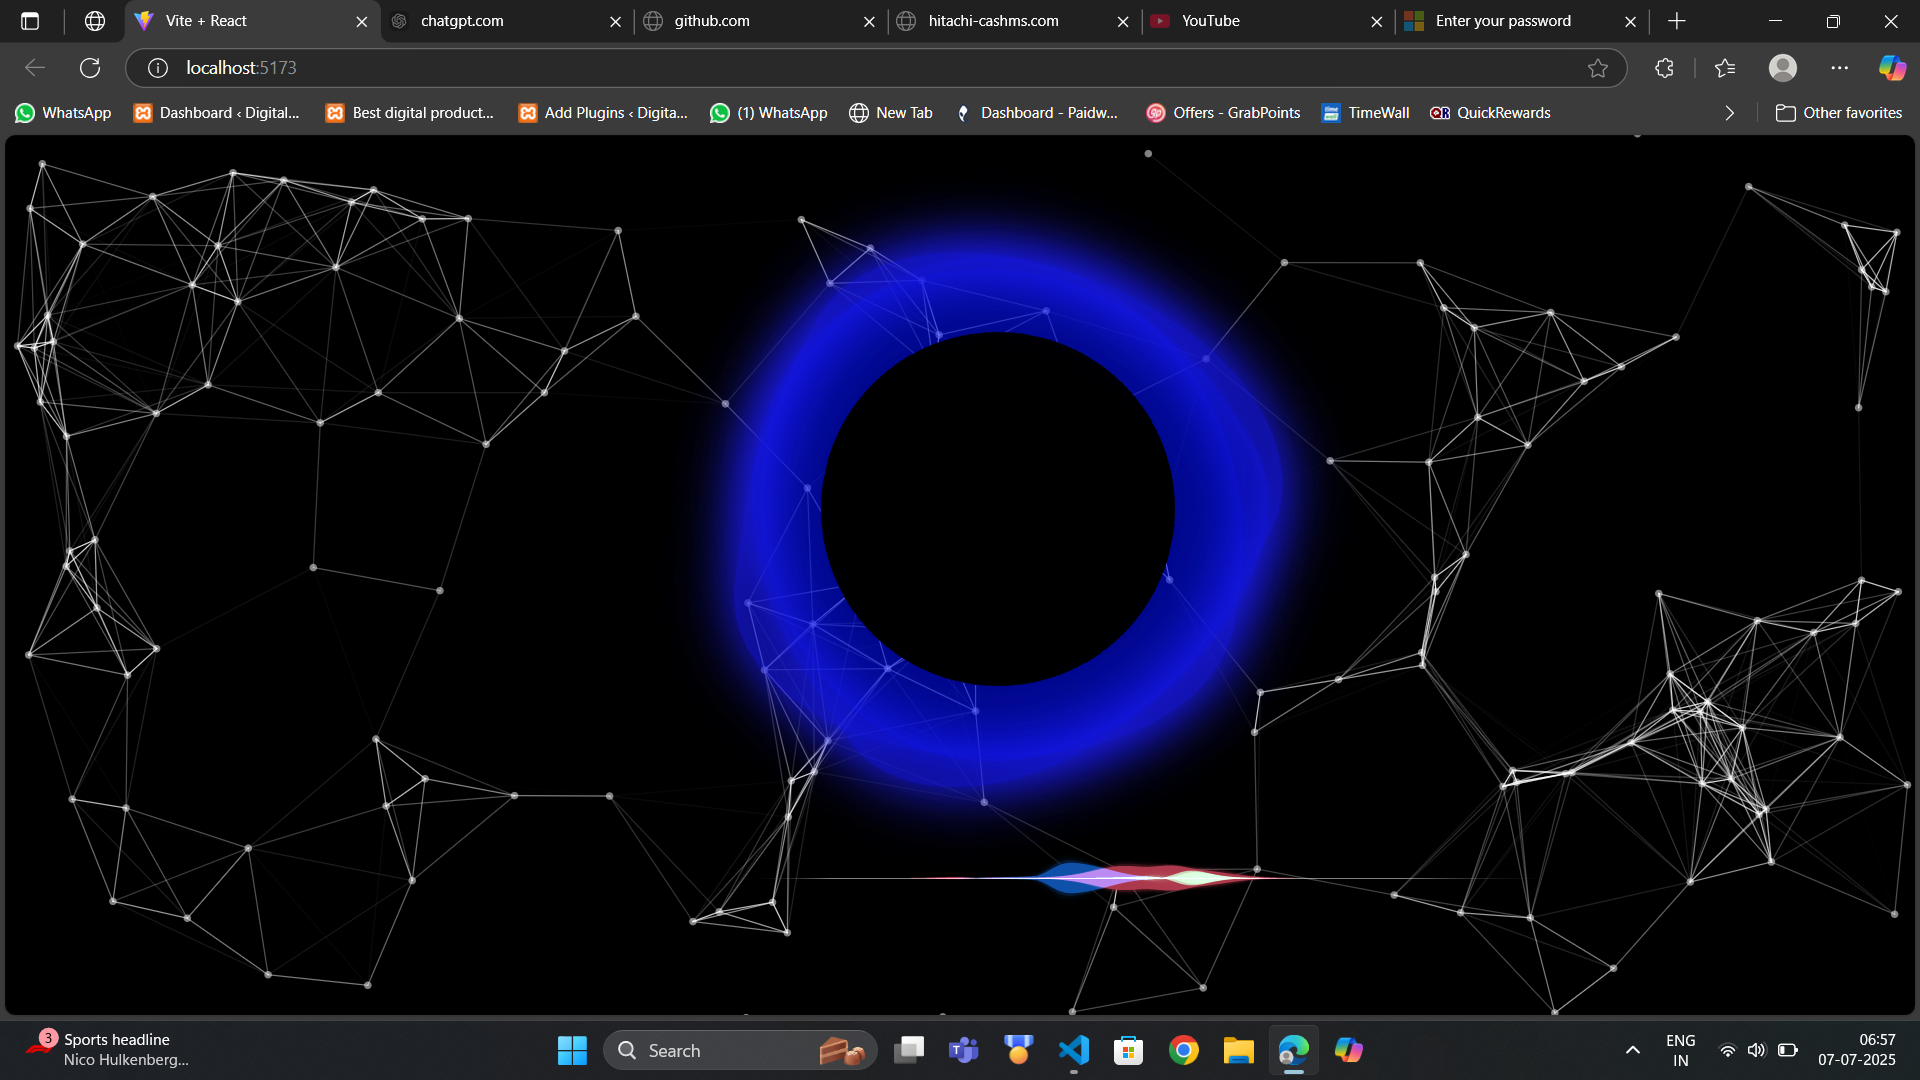 Vite + React
chatgpt.com
github.com
hitachi-cashms.com
YouTube
Enter your password
localhost:5173
WhatsApp
Dashboard ‹ Digital...
Best digital product...
Add Plugins ‹ Digita...
(1) WhatsApp
New Tab
Dashboard - Paidw...
Offers - GrabPoints
TimeWall
QuickRewards
Other favorites
3
Sports headline
Nico Hulkenberg...
Search
ENG
IN
06:57
07-07-2025